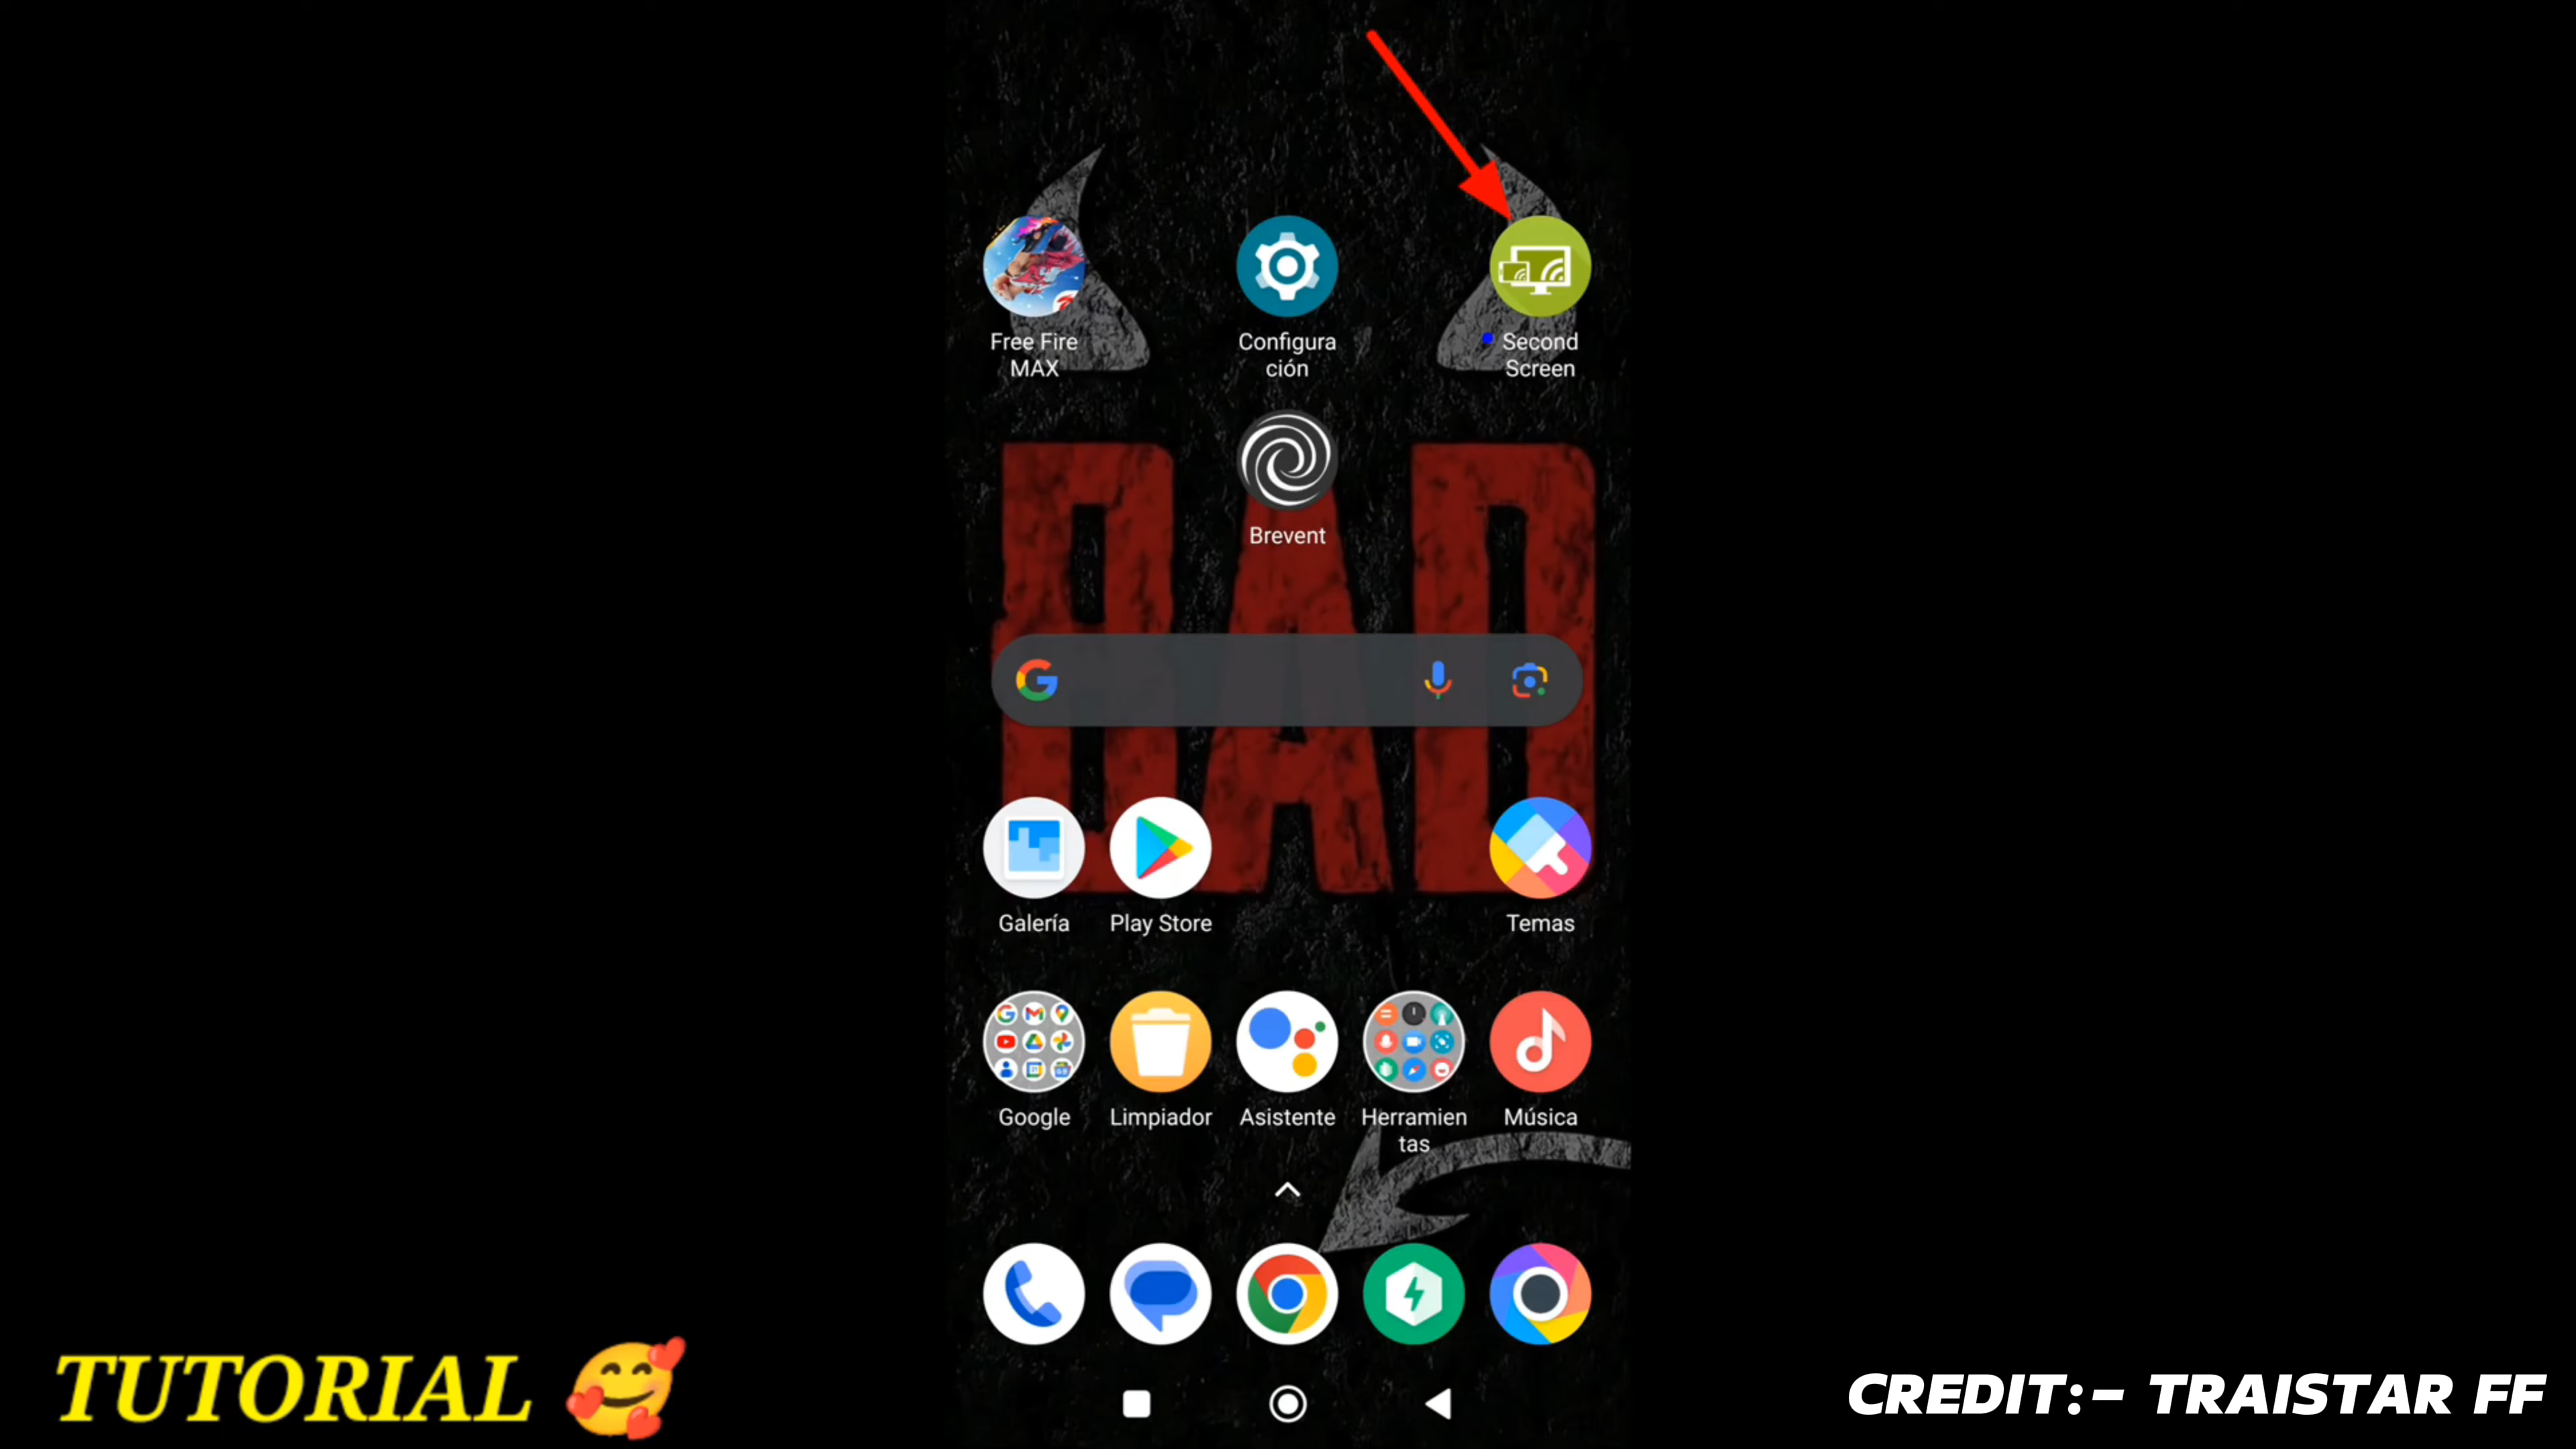 Free Fire
MAX
Configura
ción
Second
Screen
Brevent
BAD
Galería
Play Store
Temas
Google
Limpiador
Asistente
Herramien
tas
Música
TUTORIAL 🥰
CREDIT:- TRAISTAR FF